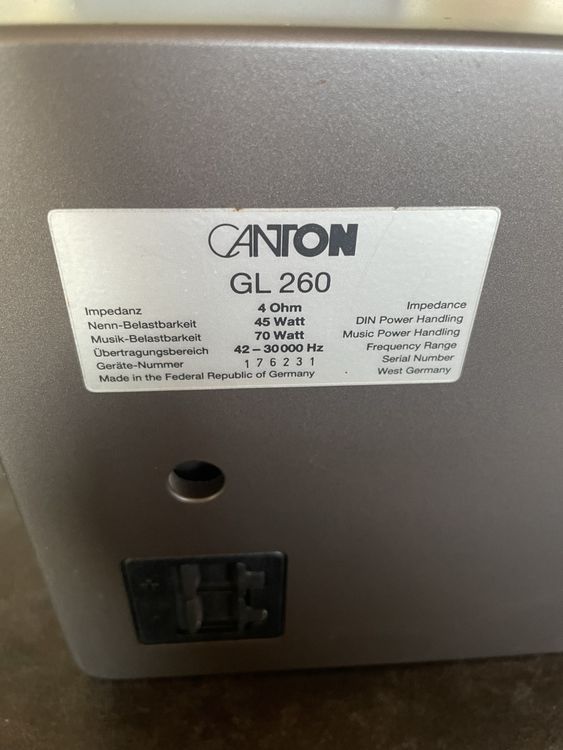 CANTON
GL 260
Impedanz 4 Ohm Impedance
Nenn-Belastbarkeit 45 Watt DIN Power Handling
Musik-Belastbarkeit 70 Watt Music Power Handling
Übertragungsbereich 42–30000 Hz Frequency Range
Geräte-Nummer 176231 Serial Number
Made in the Federal Republic of Germany West Germany
+
-